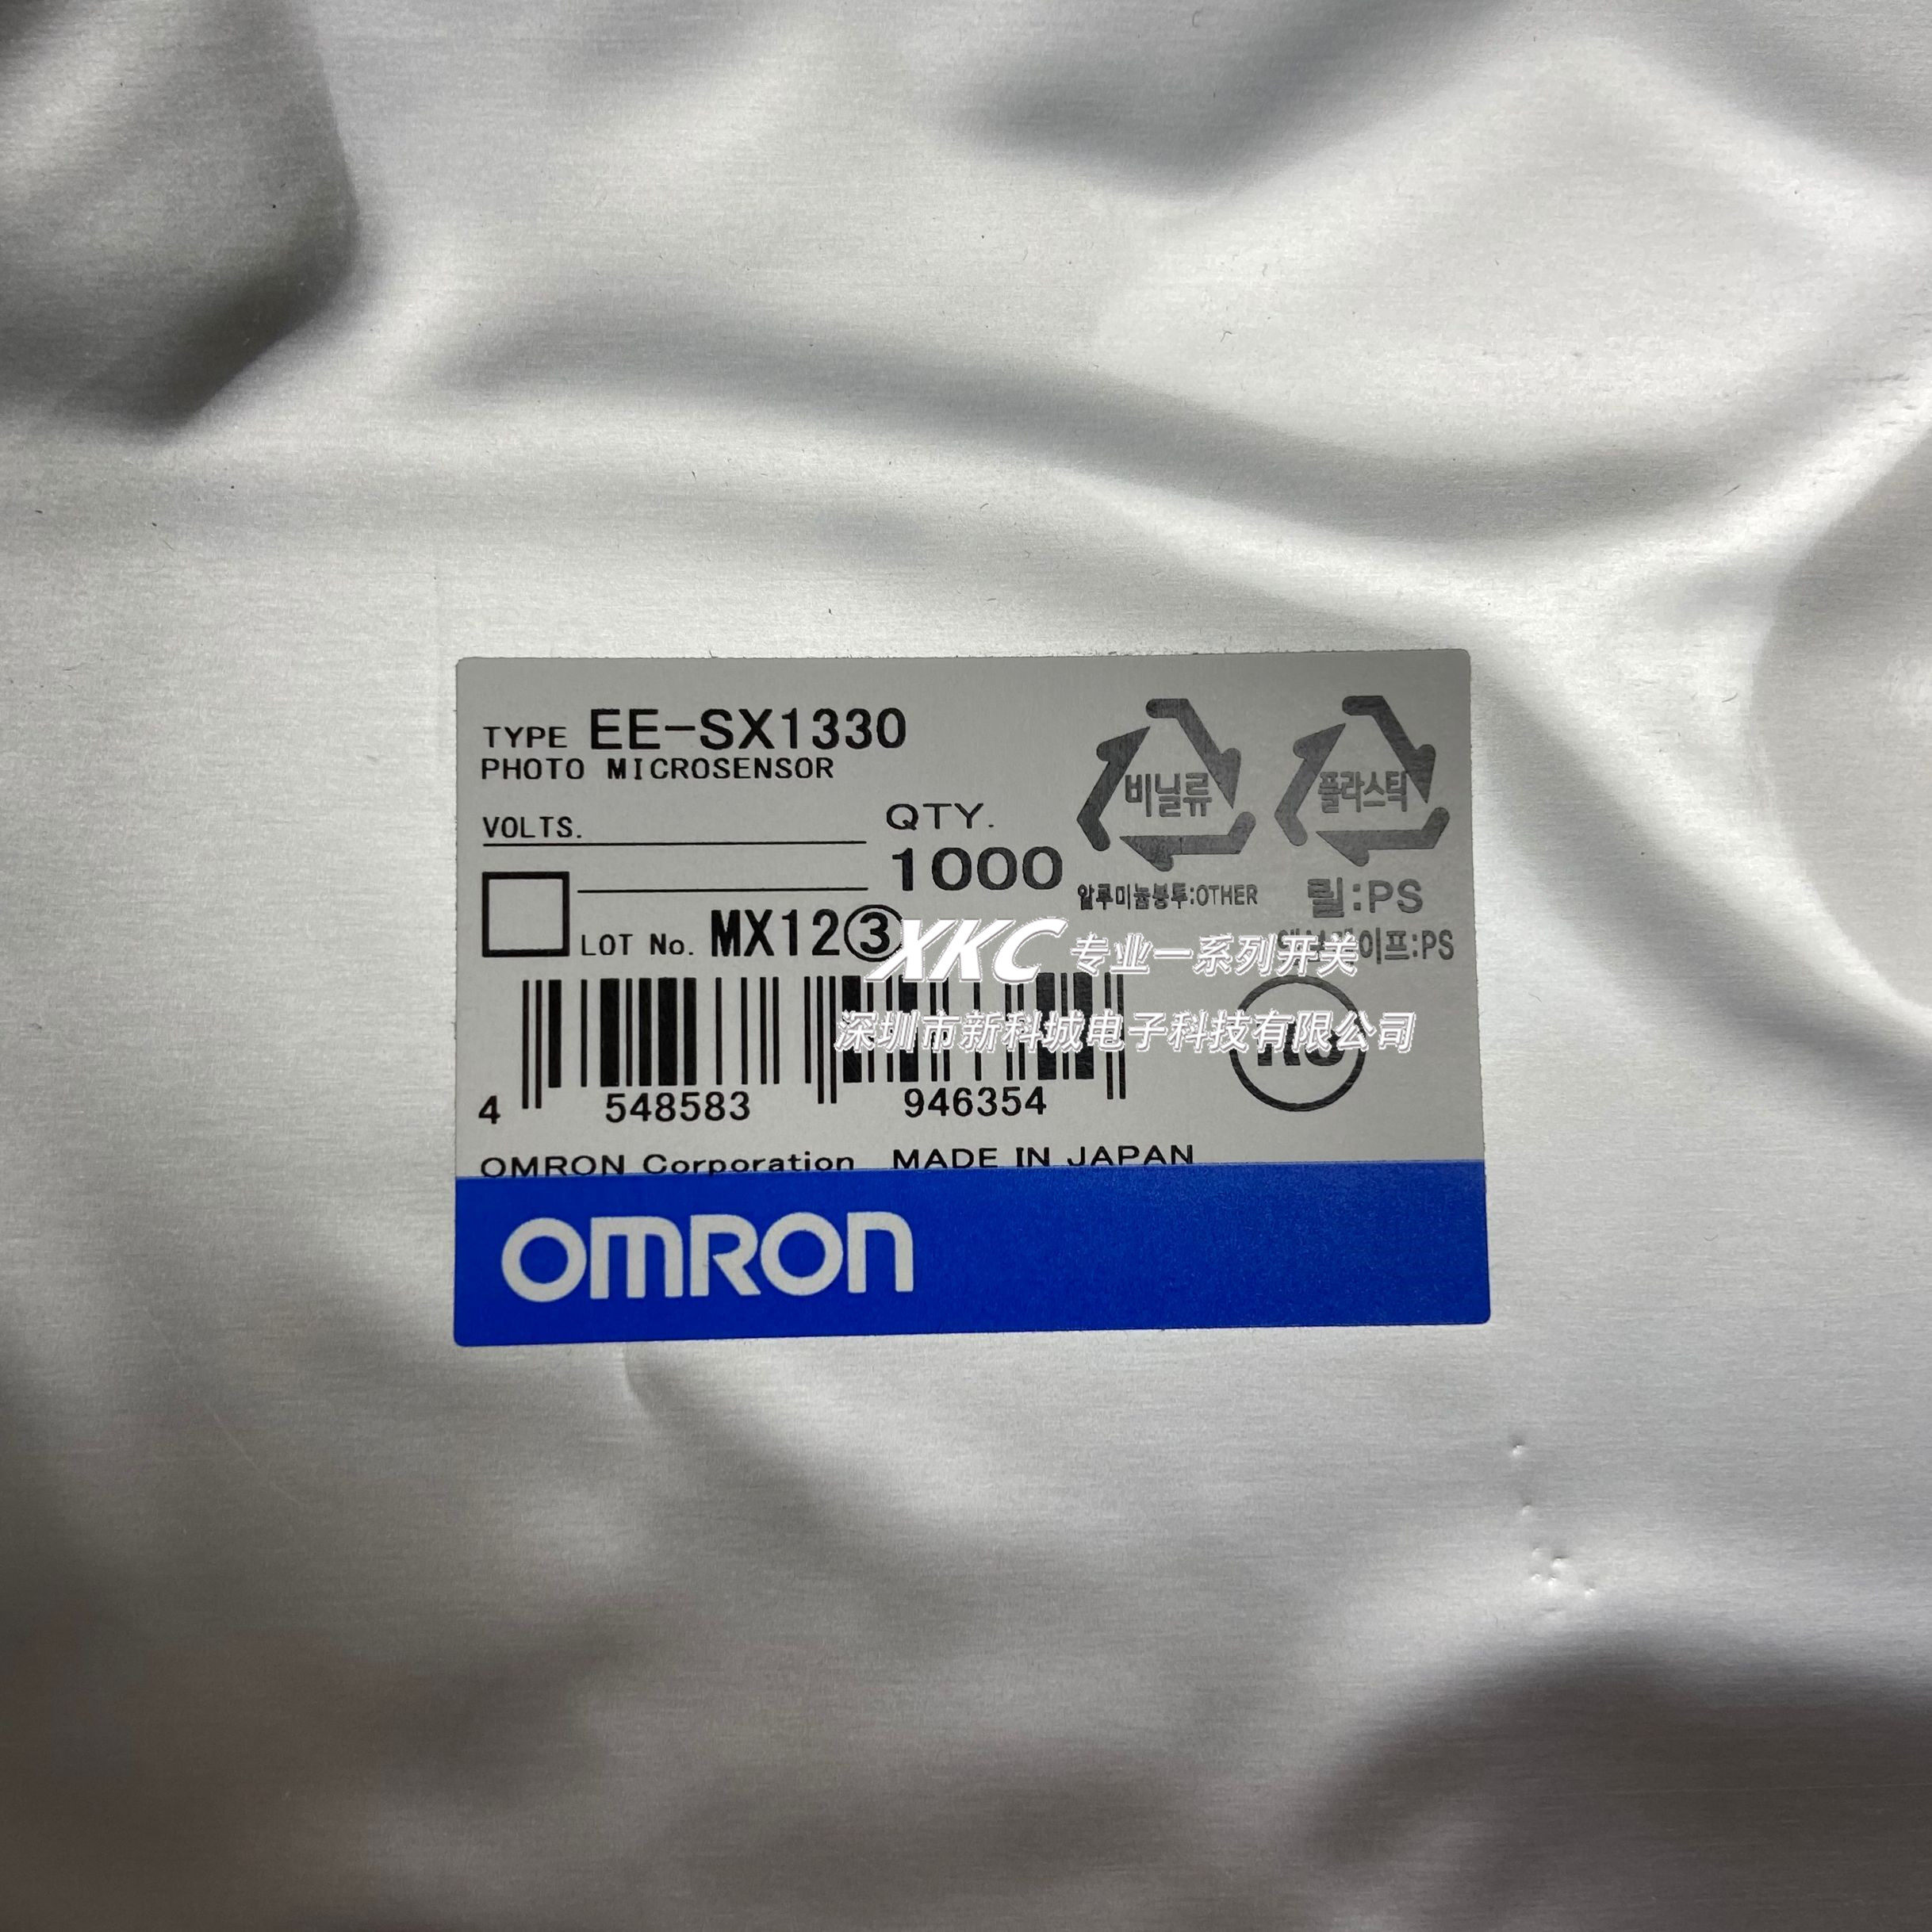 TYPE EE-SX1330
PHOTO MICROSENSOR
VOLTS.
QTY.
1000
LOT No. MX12③
비닐류
알루미늄봉투:OTHER
플라스틱
릴:PS
이프:PS
XKC 专业一系列开关
深圳市新科城电子科技有限公司
4 548583 946354
OMRON Corporation MADE IN JAPAN
OMRON